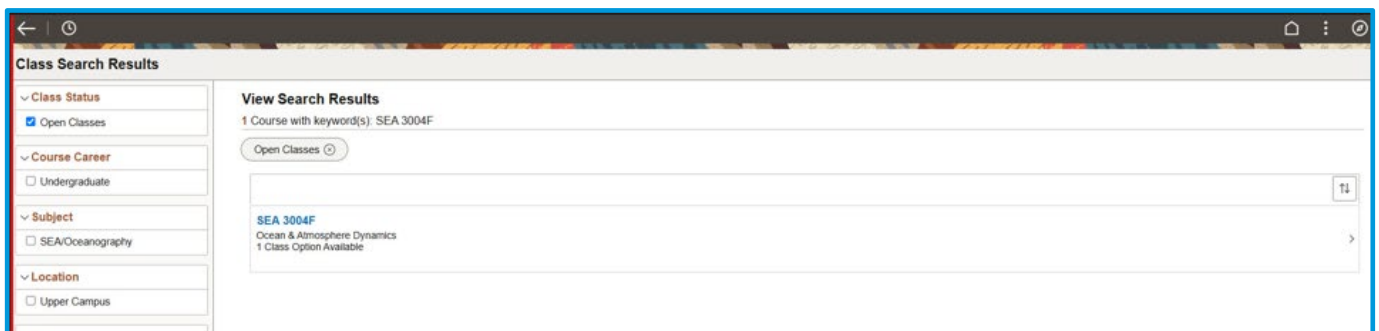 Class Search Results
Class Status
Open Classes
Course Career
Undergraduate
Subject
SEA/Oceanography
Location
Upper Campus
View Search Results
1 Course with keyword(s): SEA 3004F
Open Classes
SEA 3004F
Ocean & Atmosphere Dynamics
1 Class Option Available